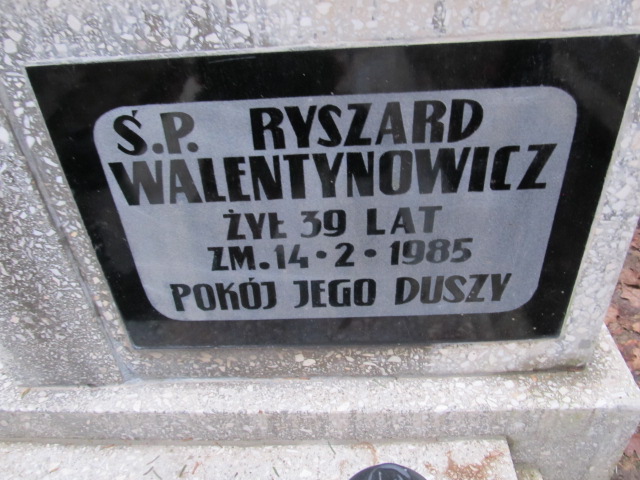 Ś.P. RYSZARD
WALENTYNOWICZ
ŻYŁ 39 LAT
ZM. 14 • 2 • 1985
POKÓJ JEGO DUSZY